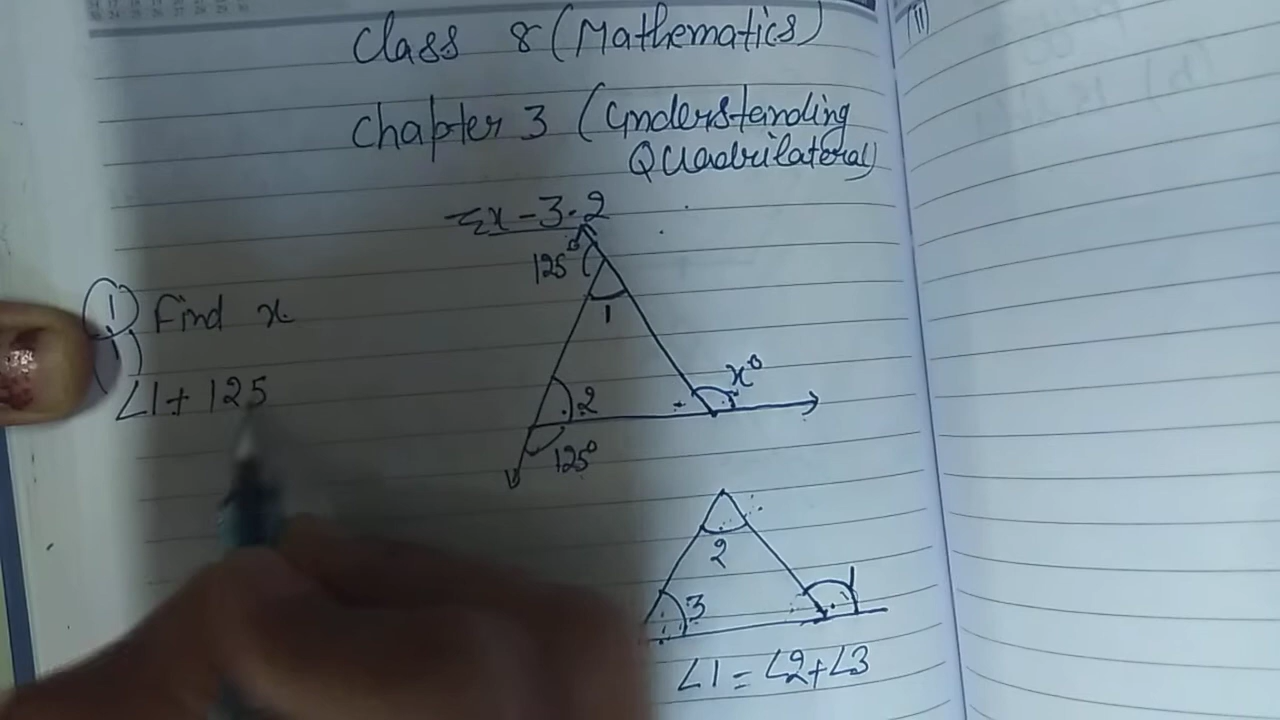 Class 8 (Mathematics)
Chapter 3 (Understanding
Quadrilateral)
Ex-3.2
(11)
125°
1
① Find x
∠1+ 125
x°
2
125°
2
3
1
∠1 = ∠2+∠3